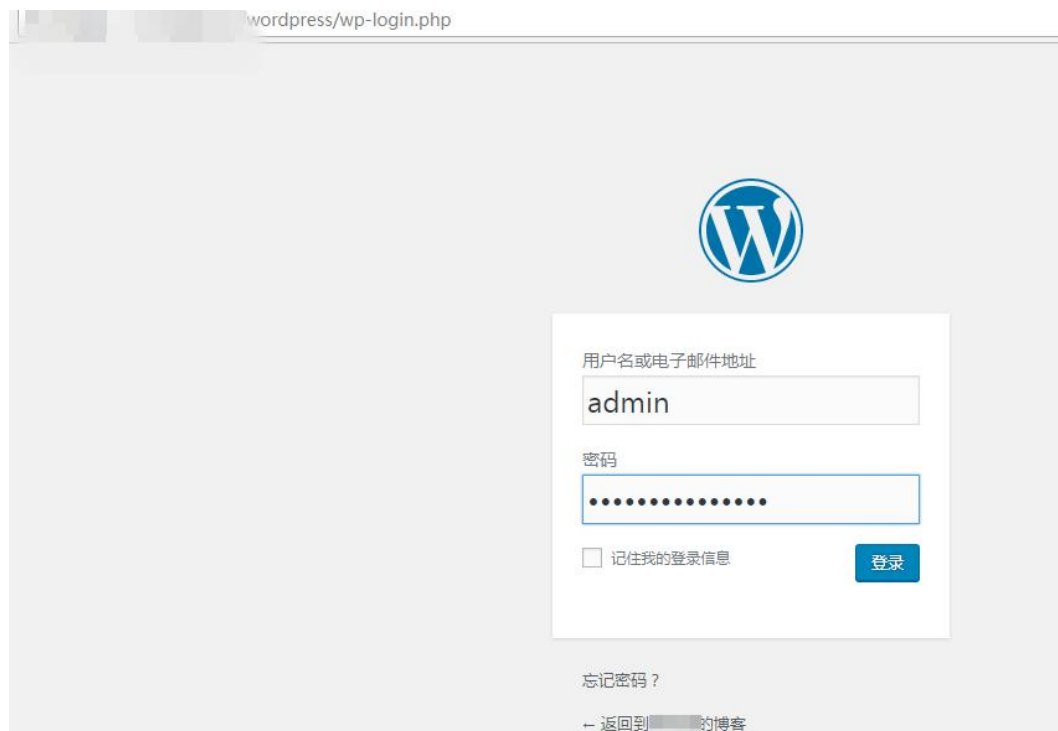 wordpress/wp-login.php
用户名或电子邮件地址
admin
密码
•••••••••••••••
记住我的登录信息
登录
忘记密码？
← 返回到 的博客